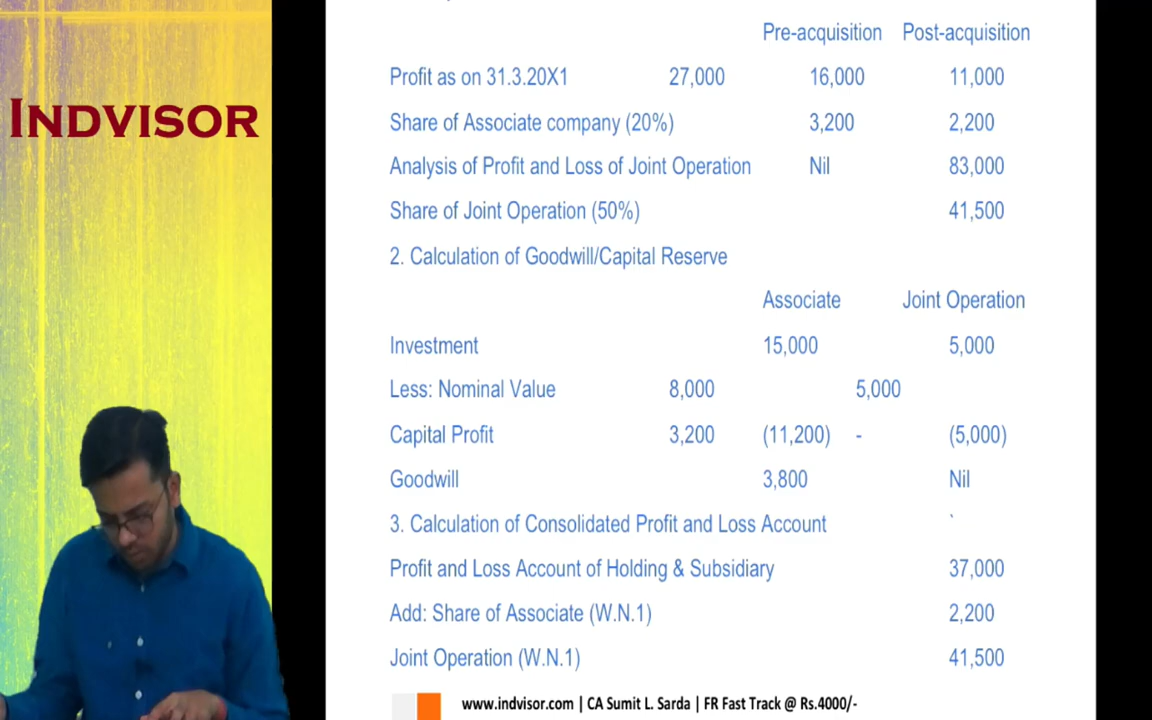 INDVISOR
Pre-acquisition Post-acquisition
Profit as on 31.3.20X1 27,000 16,000 11,000
Share of Associate company (20%) 3,200 2,200
Analysis of Profit and Loss of Joint Operation Nil 83,000
Share of Joint Operation (50%) 41,500
2. Calculation of Goodwill/Capital Reserve
Associate Joint Operation
Investment 15,000 5,000
Less: Nominal Value 8,000 5,000
Capital Profit 3,200 (11,200) - (5,000)
Goodwill 3,800 Nil
3. Calculation of Consolidated Profit and Loss Account `
Profit and Loss Account of Holding & Subsidiary 37,000
Add: Share of Associate (W.N.1) 2,200
Joint Operation (W.N.1) 41,500
www.indvisor.com | CA Sumit L. Sarda | FR Fast Track @ Rs.4000/-